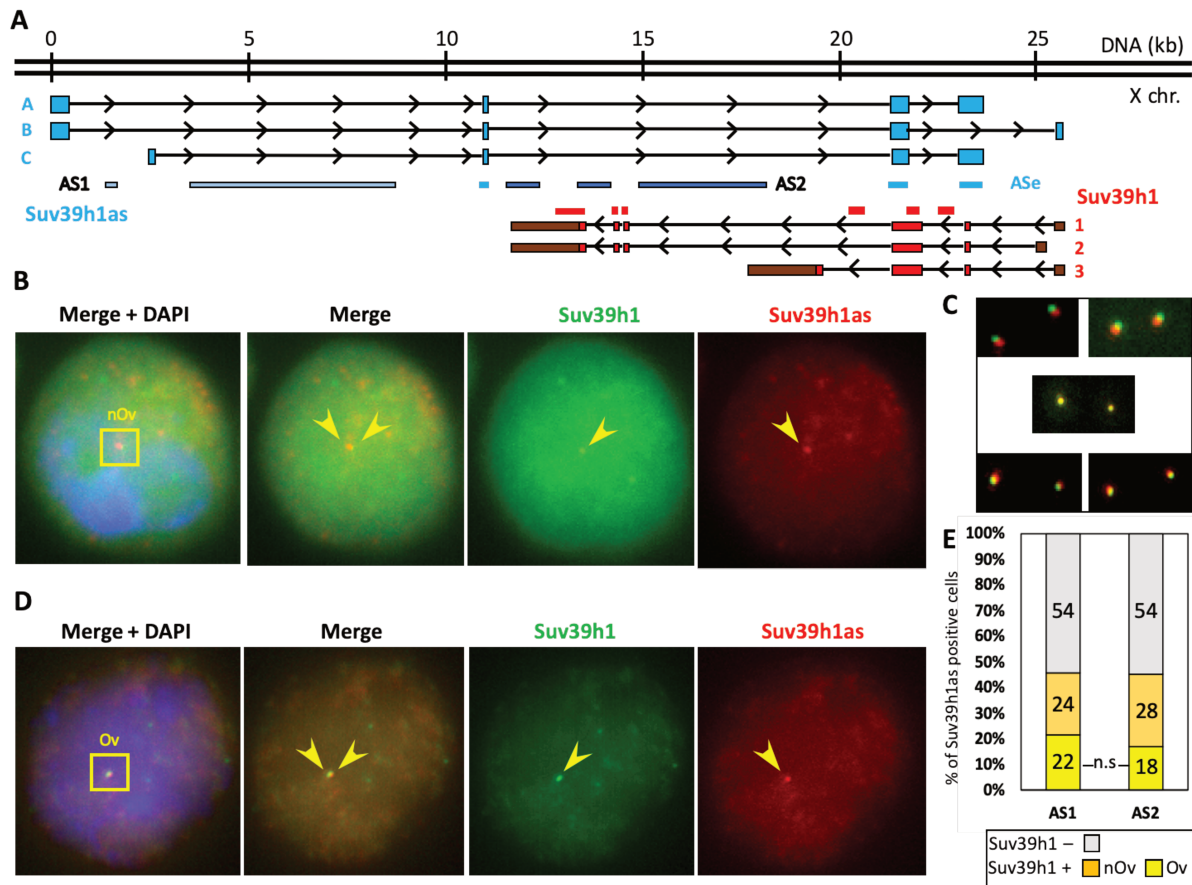 A
0 5 10 15 20 25 DNA (kb)
X chr.
A
B
C
AS1 AS2 ASe
Suv39h1as Suv39h1
1
2
3
B
Merge + DAPI Merge Suv39h1 Suv39h1as
nOv
C
D
Merge + DAPI Merge Suv39h1 Suv39h1as
Ov
E
% of Suv39h1as positive cells
100%
90%
80%
70%
60%
50%
40%
30%
20%
10%
0%
54 54
24 28
22 n.s 18
AS1 AS2
Suv39h1 –
Suv39h1 + nOv Ov